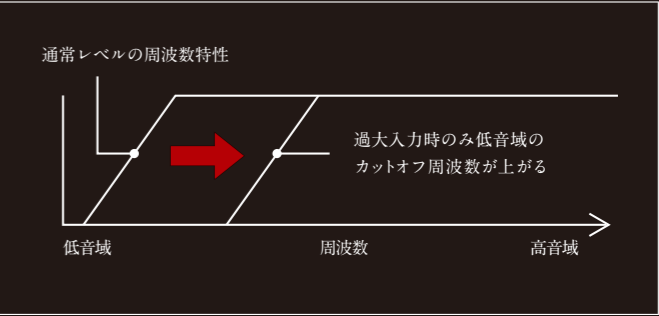 通常レベルの周波数特性
過大入力時のみ低音域の
カットオフ周波数が上がる
低音域
周波数
高音域